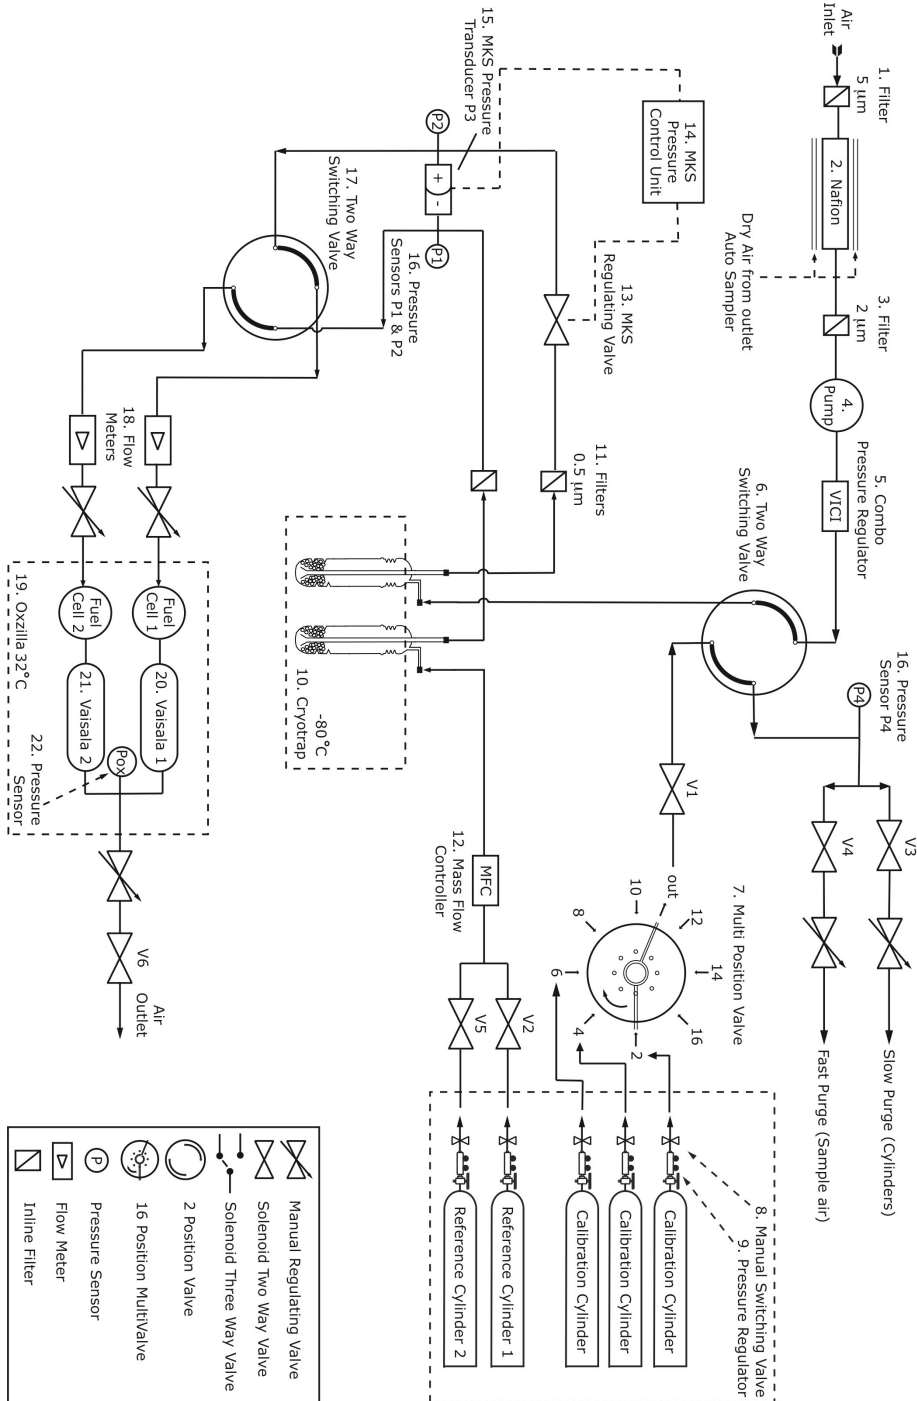 Air
Inlet
1. Filter
5 µm
2. Nafion
Dry Air from outlet
Auto Sampler
3. Filter
2 µm
4.
Pump
5. Combo
Pressure Regulator
VICI
6. Two Way
Switching Valve
16. Pressure
Sensor P4
P4
V3
V4
Slow Purge (Cylinders)
Fast Purge (Sample air)
14. MKS
Pressure
Control Unit
15. MKS Pressure
Transducer P3
P2
+
-
P1
16. Pressure
Sensors P1 & P2
13. MKS
Regulating Valve
11. Filters
0.5 µm
-80°C
10. Cryotrap
V1
out
7. Multi Position Valve
2
4
6
8
10
12
14
16
12. Mass Flow
Controller
MFC
V2
V5
8. Manual Switching Valve
9. Pressure Regulator
Calibration Cylinder
Calibration Cylinder
Calibration Cylinder
Reference Cylinder 1
Reference Cylinder 2
17. Two Way
Switching Valve
18. Flow
Meters
19. Oxzilla 32°C
Fuel
Cell 1
Fuel
Cell 2
20. Vaisala 1
21. Vaisala 2
Pox
22. Pressure
Sensor
V6
Air
Outlet
Manual Regulating Valve
Solenoid Two Way Valve
Solenoid Three Way Valve
2 Position Valve
16 Position MultiValve
P
Pressure Sensor
Flow Meter
Inline Filter